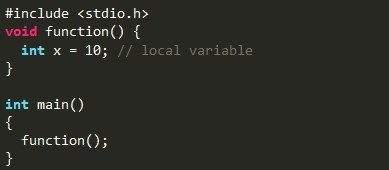 #include <stdio.h>
void function() {
  int x = 10; // local variable
}

int main()
{
  function();
}